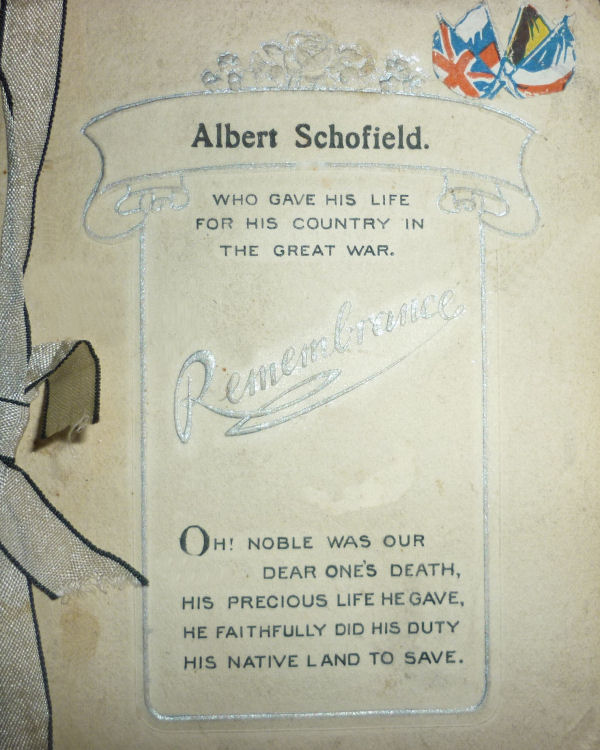 Albert Schofield.
WHO GAVE HIS LIFE
FOR HIS COUNTRY IN
THE GREAT WAR.
Remembrance
OH! NOBLE WAS OUR
DEAR ONE'S DEATH,
HIS PRECIOUS LIFE HE GAVE,
HE FAITHFULLY DID HIS DUTY
HIS NATIVE LAND TO SAVE.